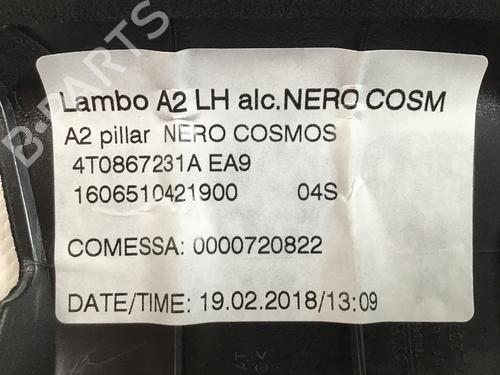 B-PARTS
Lambo A2 LH alc.NERO COSM
A2 pillar NERO COSMOS
4T0867231A EA9
1606510421900 04S
COMESSA: 0000720822
DATE/TIME: 19.02.2018/13:09